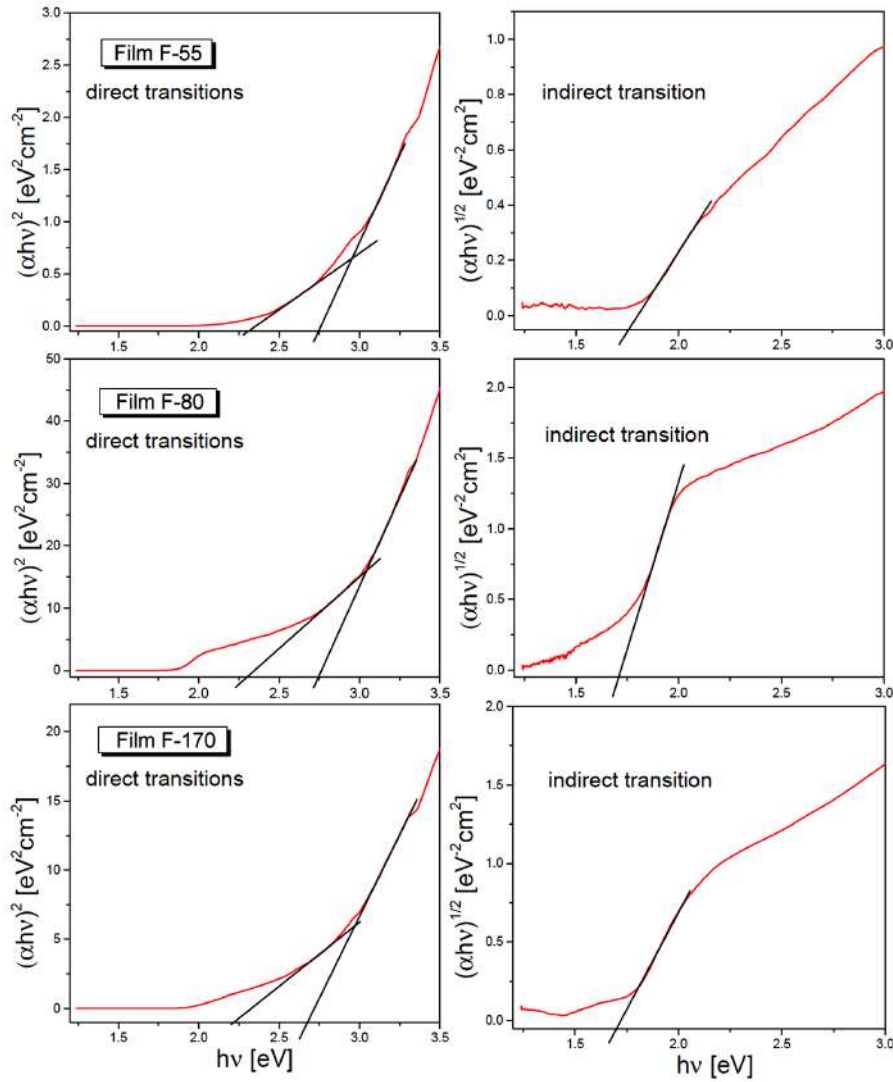 Film F-55
direct transitions
(αhν)² [eV²cm⁻²]
3.0
2.5
2.0
1.5
1.0
0.5
0.0
1.5 2.0 2.5 3.0 3.5
indirect transition
(αhν)^1/2 [eV⁻²cm²]
1.0
0.8
0.6
0.4
0.2
0.0
1.5 2.0 2.5 3.0
Film F-80
direct transitions
(αhν)² [eV²cm⁻²]
50
40
30
20
10
0
1.5 2.0 2.5 3.0 3.5
indirect transition
(αhν)^1/2 [eV⁻²cm²]
2.0
1.5
1.0
0.5
0.0
1.5 2.0 2.5 3.0
Film F-170
direct transitions
(αhν)² [eV²cm⁻²]
20
15
10
5
0
1.5 2.0 2.5 3.0 3.5
hν [eV]
indirect transition
(αhν)^1/2 [eV⁻²cm²]
2.0
1.5
1.0
0.5
0.0
1.5 2.0 2.5 3.0
hν [eV]